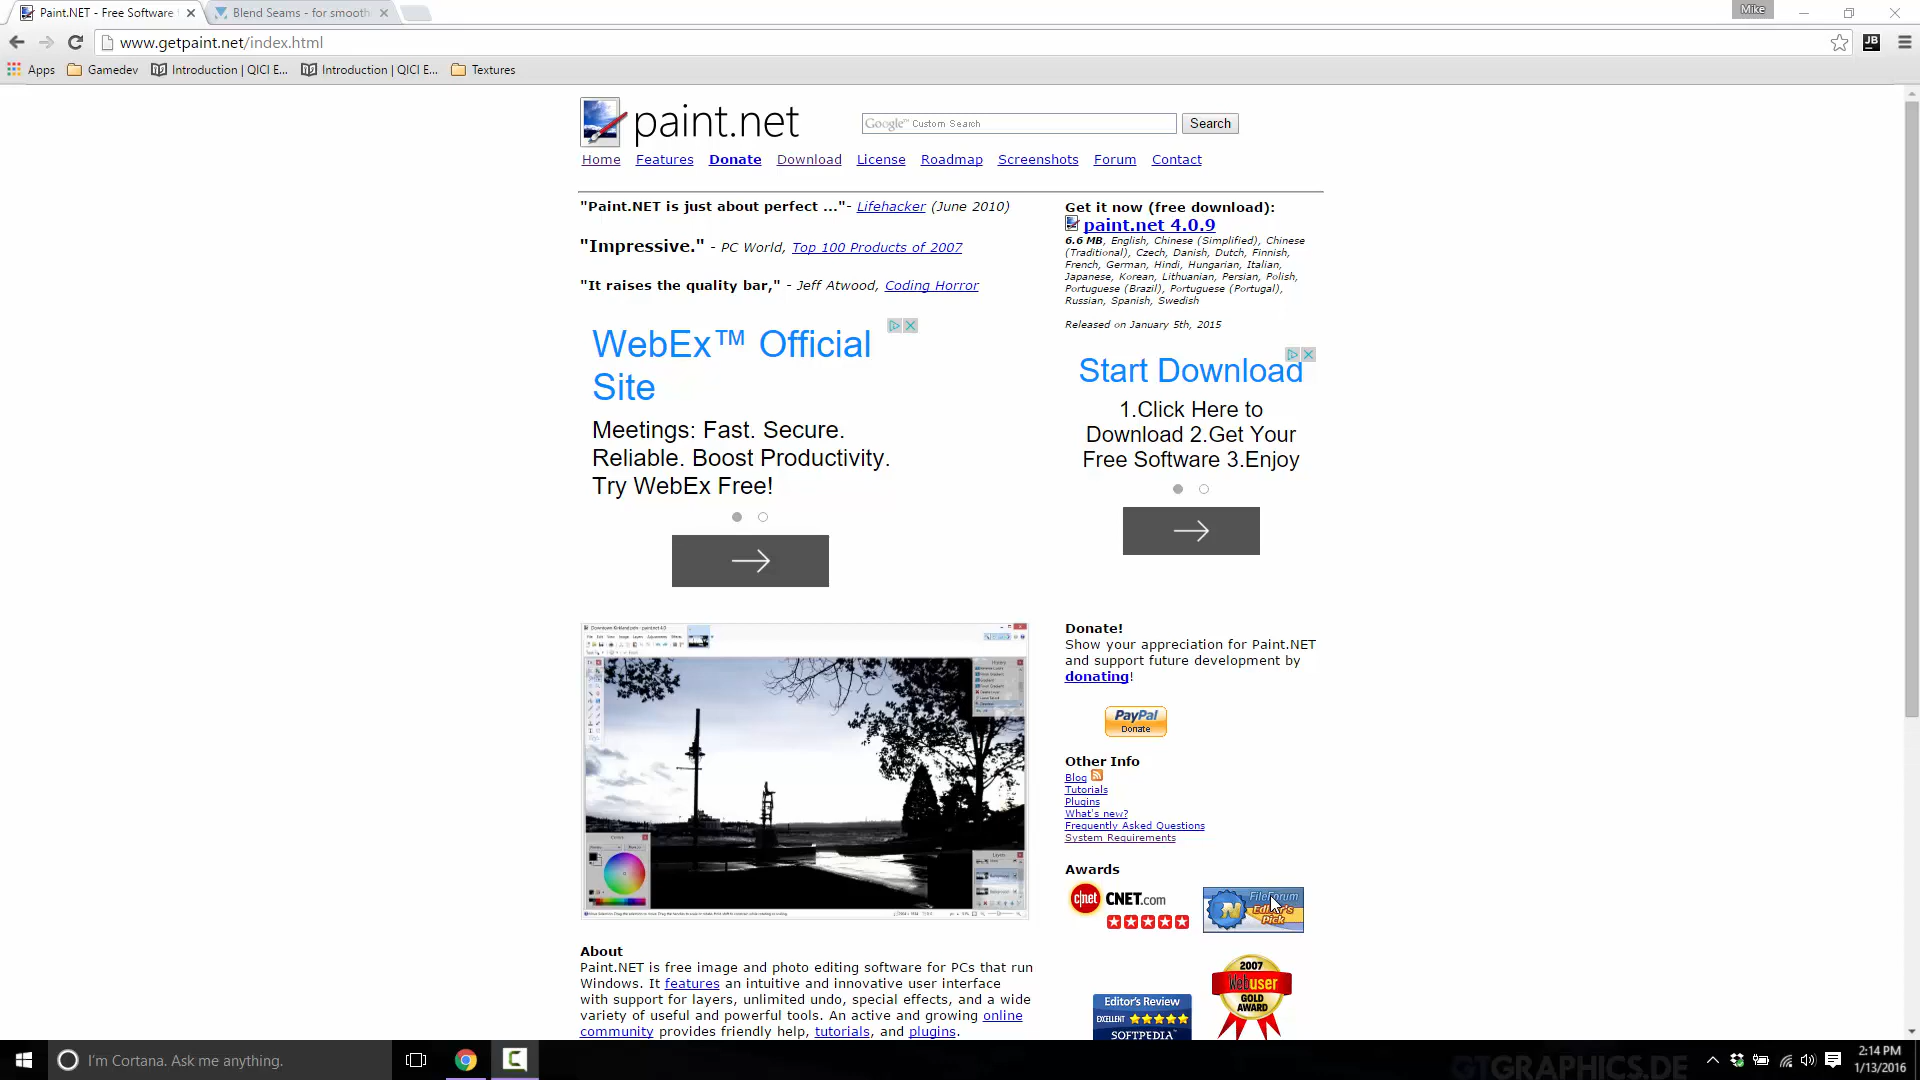 Paint.NET - Free Software
Blend Seams - for smooth
Mike
www.getpaint.net/index.html
JB
Apps
Gamedev
Introduction | QICI E...
Introduction | QICI E...
Textures
paint.net
Google™ Custom Search
Search
Home Features Donate Download License Roadmap Screenshots Forum Contact
"Paint.NET is just about perfect ..."- Lifehacker (June 2010)
"Impressive." - PC World, Top 100 Products of 2007
"It raises the quality bar," - Jeff Atwood, Coding Horror
WebEx™ Official
Site
Meetings: Fast. Secure.
Reliable. Boost Productivity.
Try WebEx Free!
Get it now (free download):
paint.net 4.0.9
6.6 MB, English, Chinese (Simplified), Chinese
(Traditional), Czech, Danish, Dutch, Finnish,
French, German, Hindi, Hungarian, Italian,
Japanese, Korean, Lithuanian, Persian, Polish,
Portuguese (Brazil), Portuguese (Portugal),
Russian, Spanish, Swedish
Released on January 5th, 2015
Start Download
1.Click Here to
Download 2.Get Your
Free Software 3.Enjoy
Donate!
Show your appreciation for Paint.NET
and support future development by
donating!
PayPal
Donate
Other Info
Blog
Tutorials
Plugins
What's new?
Frequently Asked Questions
System Requirements
Awards
c|net CNET.com
FileForum
Editor's
Pick
2007
Webuser
GOLD
AWARD
Editor's Review
EXCELLENT
SOFTPEDIA™
About
Paint.NET is free image and photo editing software for PCs that run
Windows. It features an intuitive and innovative user interface
with support for layers, unlimited undo, special effects, and a wide
variety of useful and powerful tools. An active and growing online
community provides friendly help, tutorials, and plugins.
I'm Cortana. Ask me anything.
GTGRAPHICS.DE
2:14 PM
1/13/2016